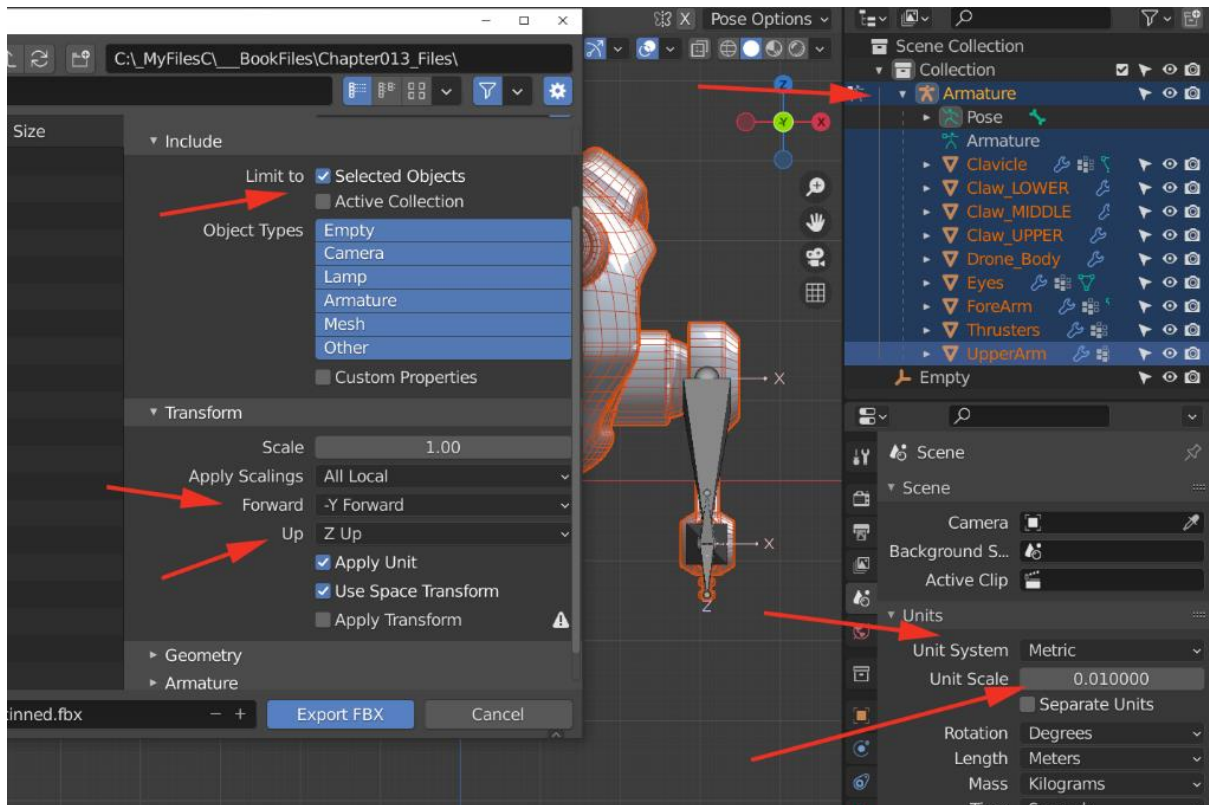 C:\_MyFilesC\___BookFiles\Chapter013_Files\
Size
Include
Limit to
Selected Objects
Active Collection
Object Types
Empty
Camera
Lamp
Armature
Mesh
Other
Custom Properties
Transform
Scale 1.00
Apply Scalings All Local
Forward -Y Forward
Up Z Up
Apply Unit
Use Space Transform
Apply Transform
Geometry
Armature
inned.fbx
- +
Export FBX
Cancel
X Pose Options
Z
-Y
X
X
X
Z
Scene Collection
Collection
Armature
Pose
Armature
Clavicle
Claw_LOWER
Claw_MIDDLE
Claw_UPPER
Drone_Body
Eyes
ForeArm
Thrusters
UpperArm
Empty
Scene
Scene
Camera
Background S...
Active Clip
Units
Unit System Metric
Unit Scale 0.010000
Separate Units
Rotation Degrees
Length Meters
Mass Kilograms